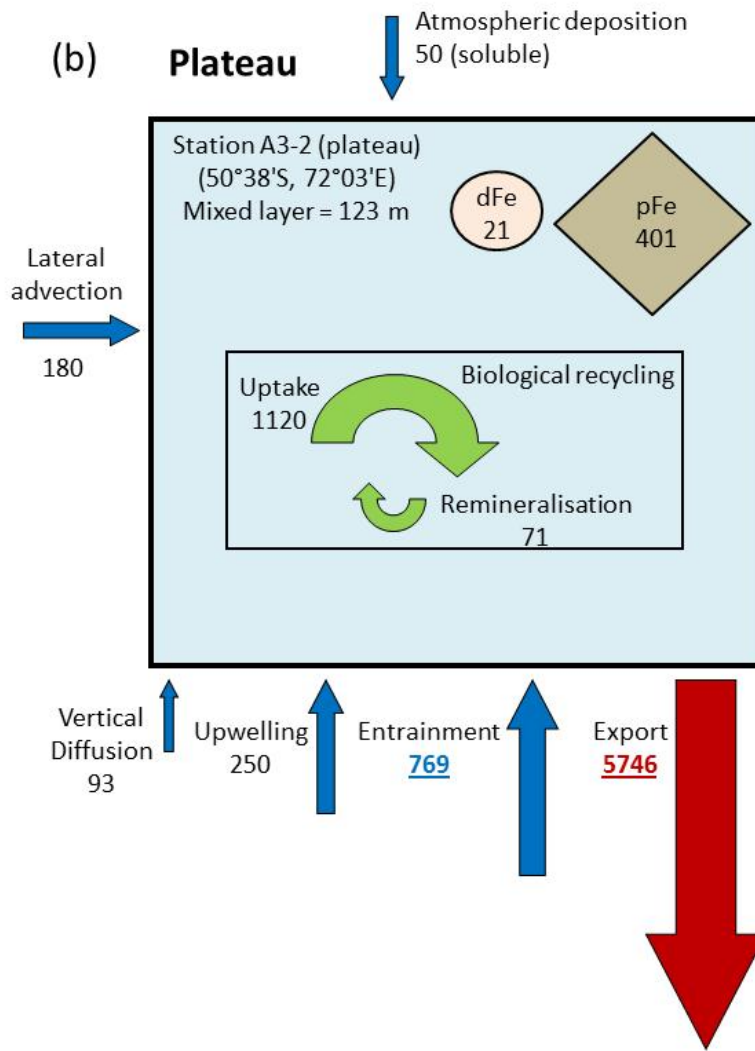 (b) Plateau
Atmospheric deposition
50 (soluble)
Station A3-2 (plateau)
(50°38'S, 72°03'E)
Mixed layer = 123 m
dFe
21
pFe
401
Lateral
advection
180
Biological recycling
Uptake
1120
Remineralisation
71
Vertical
Diffusion
93
Upwelling
250
Entrainment
769
Export
5746